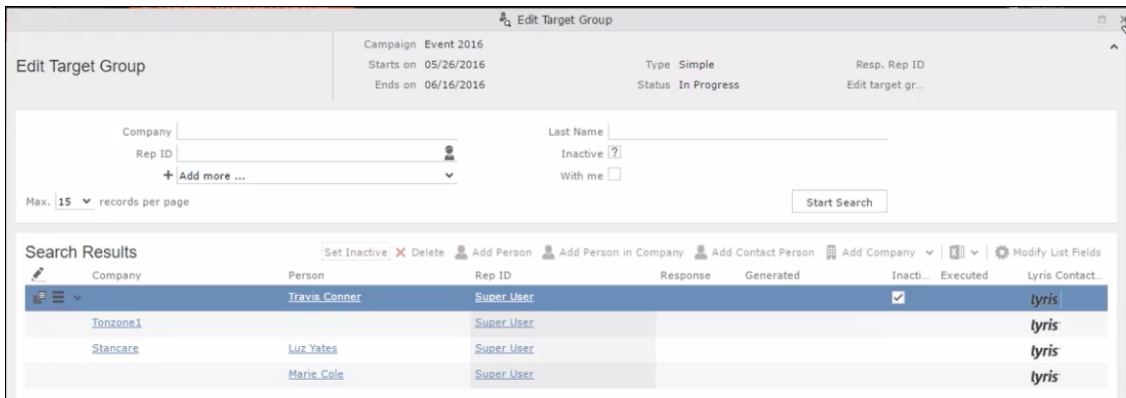 Edit Target Group
Edit Target Group
Campaign Event 2016
Starts on 05/26/2016 Type Simple Resp. Rep ID
Ends on 06/16/2016 Status In Progress Edit target gr...
Company Last Name
Rep ID Inactive ?
+ Add more ... With me
Max. 15 records per page Start Search
Search Results Set Inactive Delete Add Person Add Person in Company Add Contact Person Add Company Modify List Fields
Company Person Rep ID Response Generated Inacti... Executed Lyris Contact...
Travis Conner Super User lyris
Tonzone1 Super User lyris
Stancare Luz Yates Super User lyris
Marie Cole Super User lyris